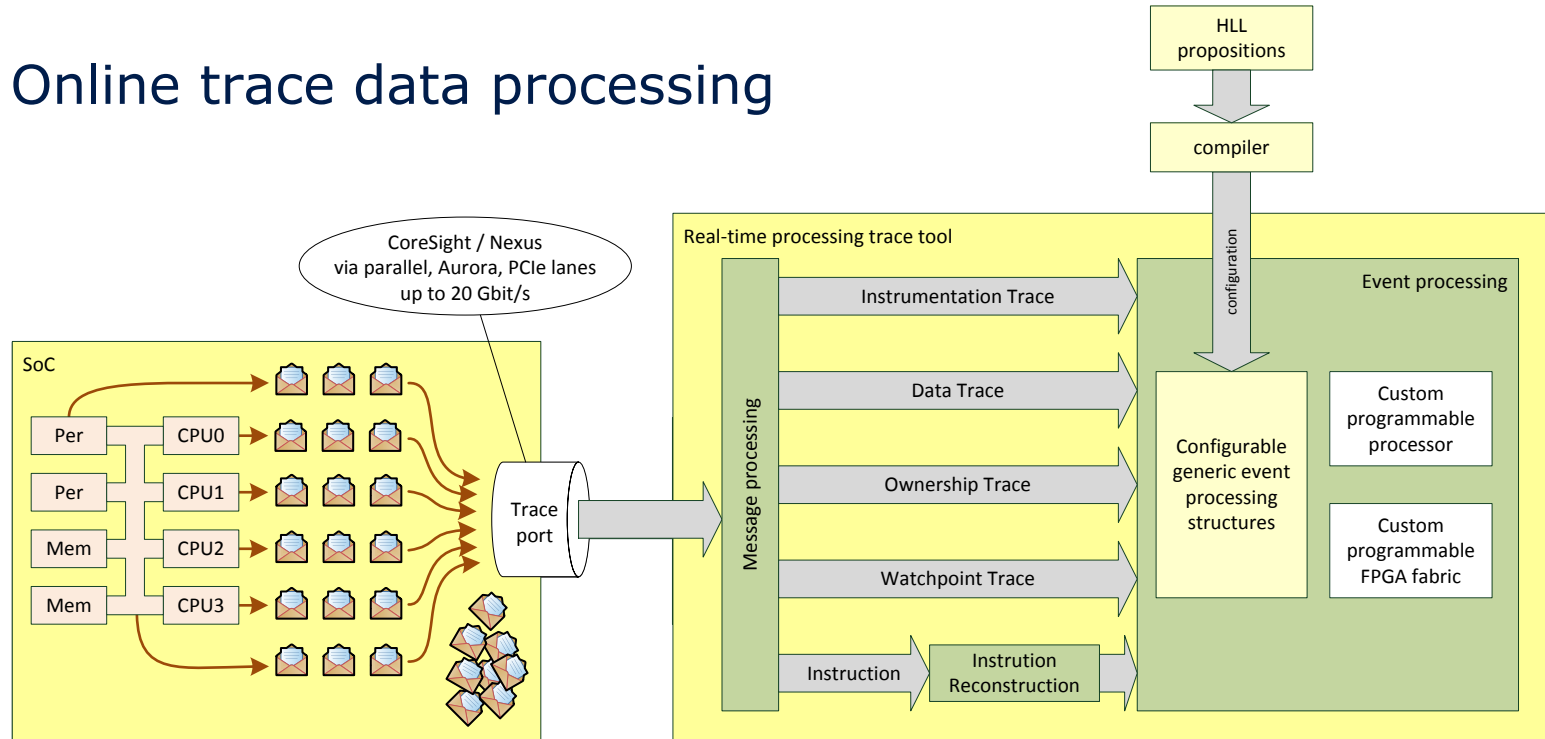 Online trace data processing
HLL
propositions
compiler
configuration
CoreSight / Nexus
via parallel, Aurora, PCIe lanes
up to 20 Gbit/s
SoC
Per
CPU0
Per
CPU1
Mem
CPU2
Mem
CPU3
Trace
port
Real-time processing trace tool
Message processing
Instrumentation Trace
Data Trace
Ownership Trace
Watchpoint Trace
Instruction
Instrution
Reconstruction
Event processing
Configurable
generic event
processing
structures
Custom
programmable
processor
Custom
programmable
FPGA fabric